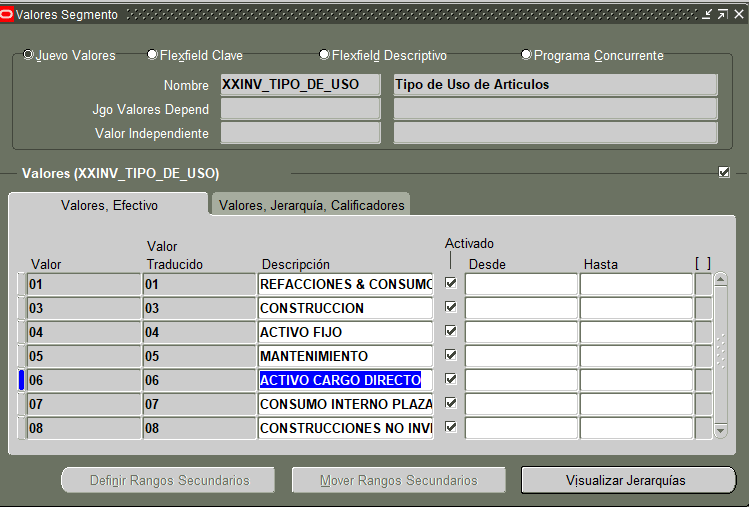 Valores Segmento
Juevo Valores Flexfield Clave Flexfield Descriptivo Programa Concurrente
Nombre XXINV_TIPO_DE_USO Tipo de Uso de Articulos
Jgo Valores Depend
Valor Independiente
Valores (XXINV_TIPO_DE_USO)
Valores, Efectivo Valores, Jerarquía, Calificadores
Valor Valor Traducido Descripción Activado Desde Hasta [ ]
01 01 REFACCIONES & CONSUMO
03 03 CONSTRUCCION
04 04 ACTIVO FIJO
05 05 MANTENIMIENTO
06 06 ACTIVO CARGO DIRECTO
07 07 CONSUMO INTERNO PLAZA
08 08 CONSTRUCCIONES NO INV
Definir Rangos Secundarios Mover Rangos Secundarios Visualizar Jerarquías